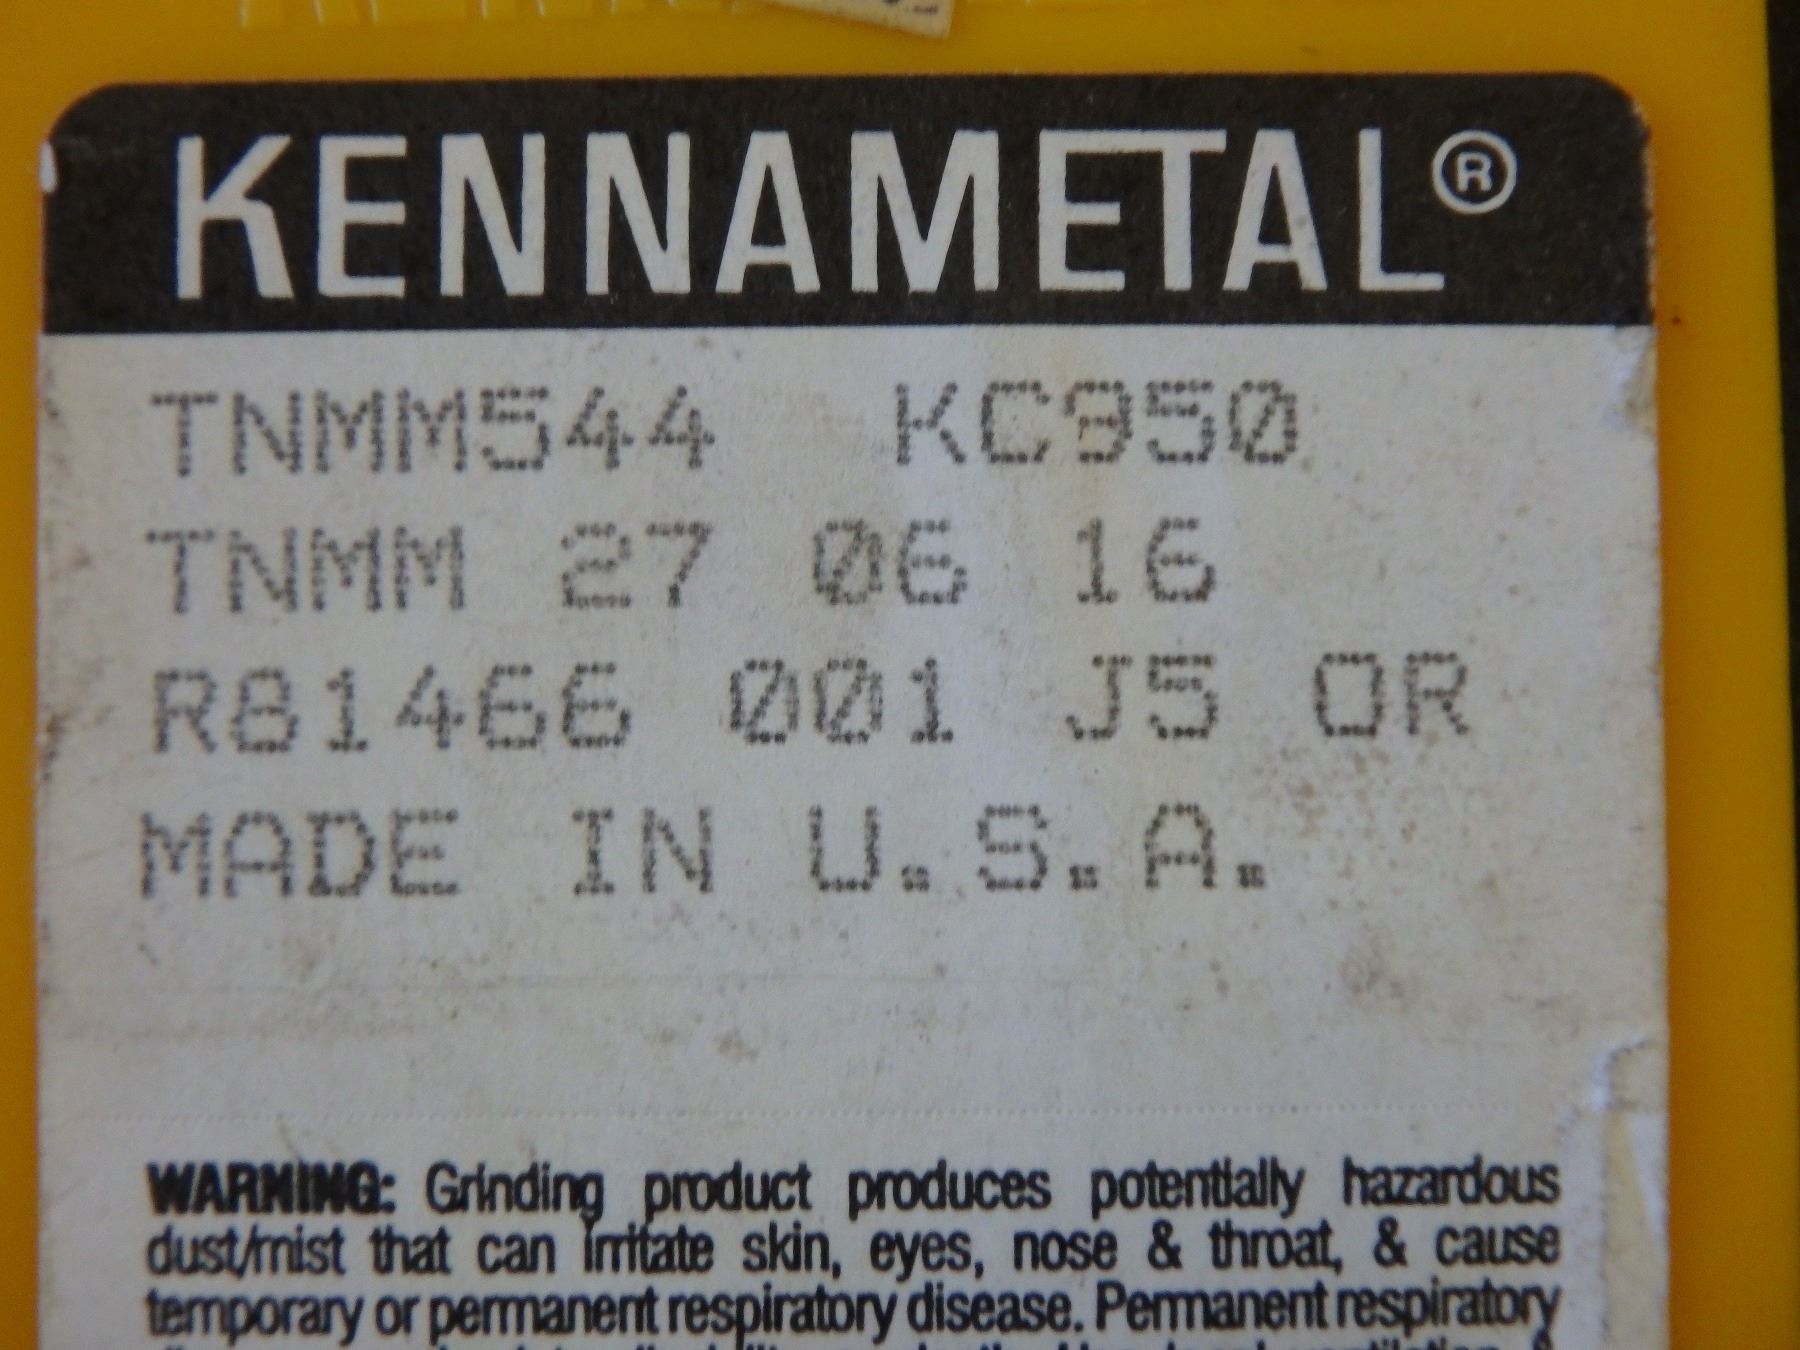 KENNAMETAL®
TNMM544 KC950
TNMM 27 06 16
R81466 001 J5 OR
MADE IN U.S.A.
WARNING: Grinding product produces potentially hazardous
dust/mist that can irritate skin, eyes, nose & throat, & cause
temporary or permanent respiratory disease. Permanent respiratory